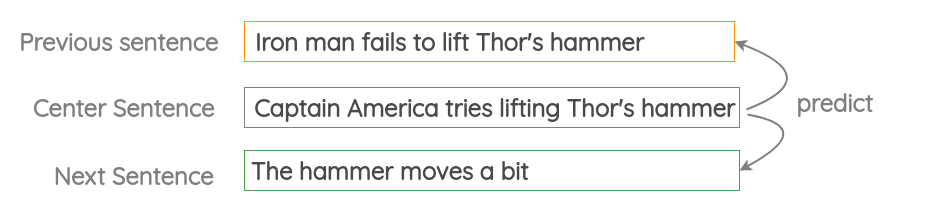 Previous sentence Iron man fails to lift Thor's hammer
Center Sentence Captain America tries lifting Thor's hammer predict
Next Sentence The hammer moves a bit